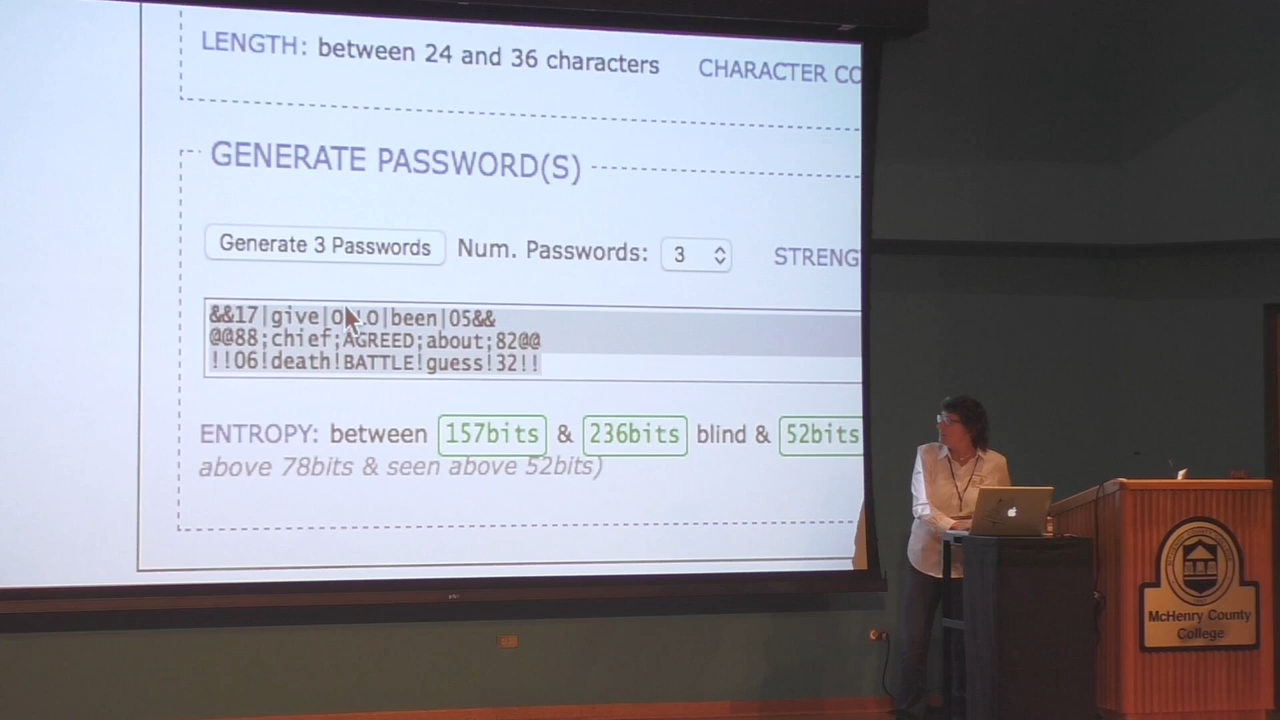 LENGTH: between 24 and 36 characters CHARACTER CO
GENERATE PASSWORD(S)
Generate 3 Passwords Num. Passwords: 3 STRENG
&&17|give| |been|05&&
@@88;chief;AGREED;about;82@@
!!06!death!BATTLE!guess!32!!
ENTROPY: between 157bits & 236bits blind & 52bits
above 78bits & seen above 52bits)
McHenry County
College